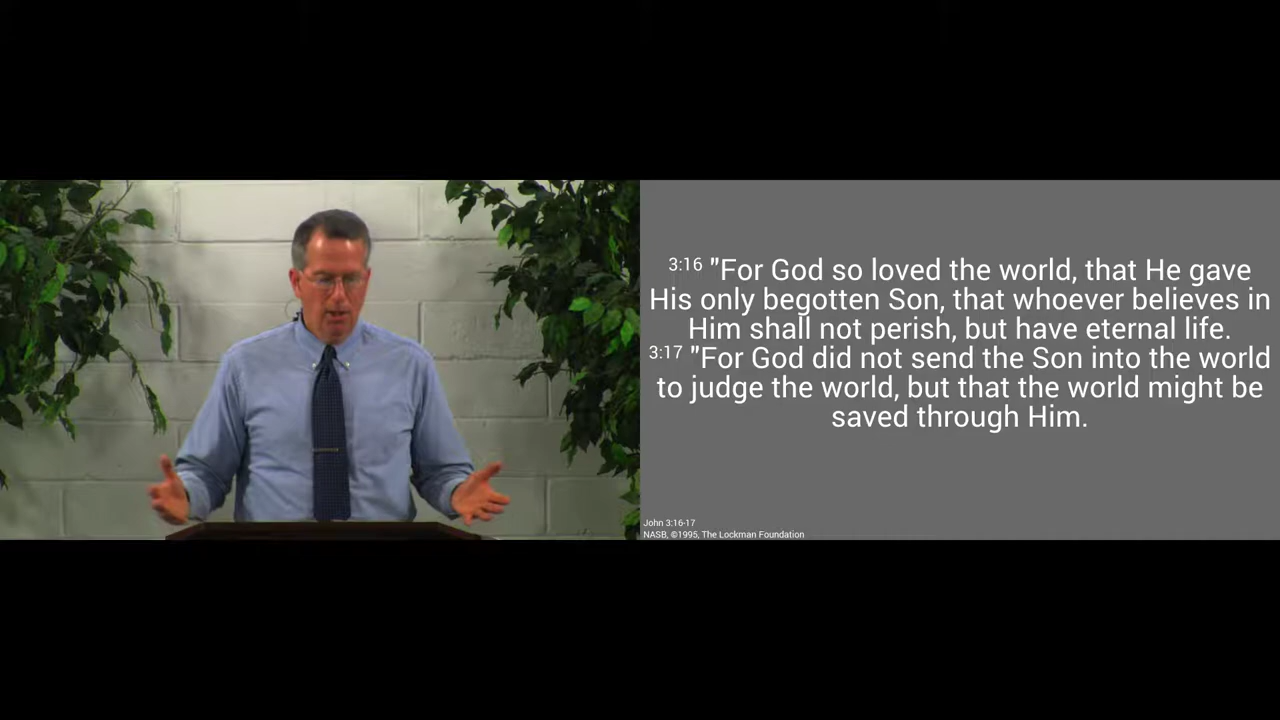 3:16 "For God so loved the world, that He gave
His only begotten Son, that whoever believes in
Him shall not perish, but have eternal life.
3:17 "For God did not send the Son into the world
to judge the world, but that the world might be
saved through Him.
John 3:16-17
NASB, ©1995, The Lockman Foundation